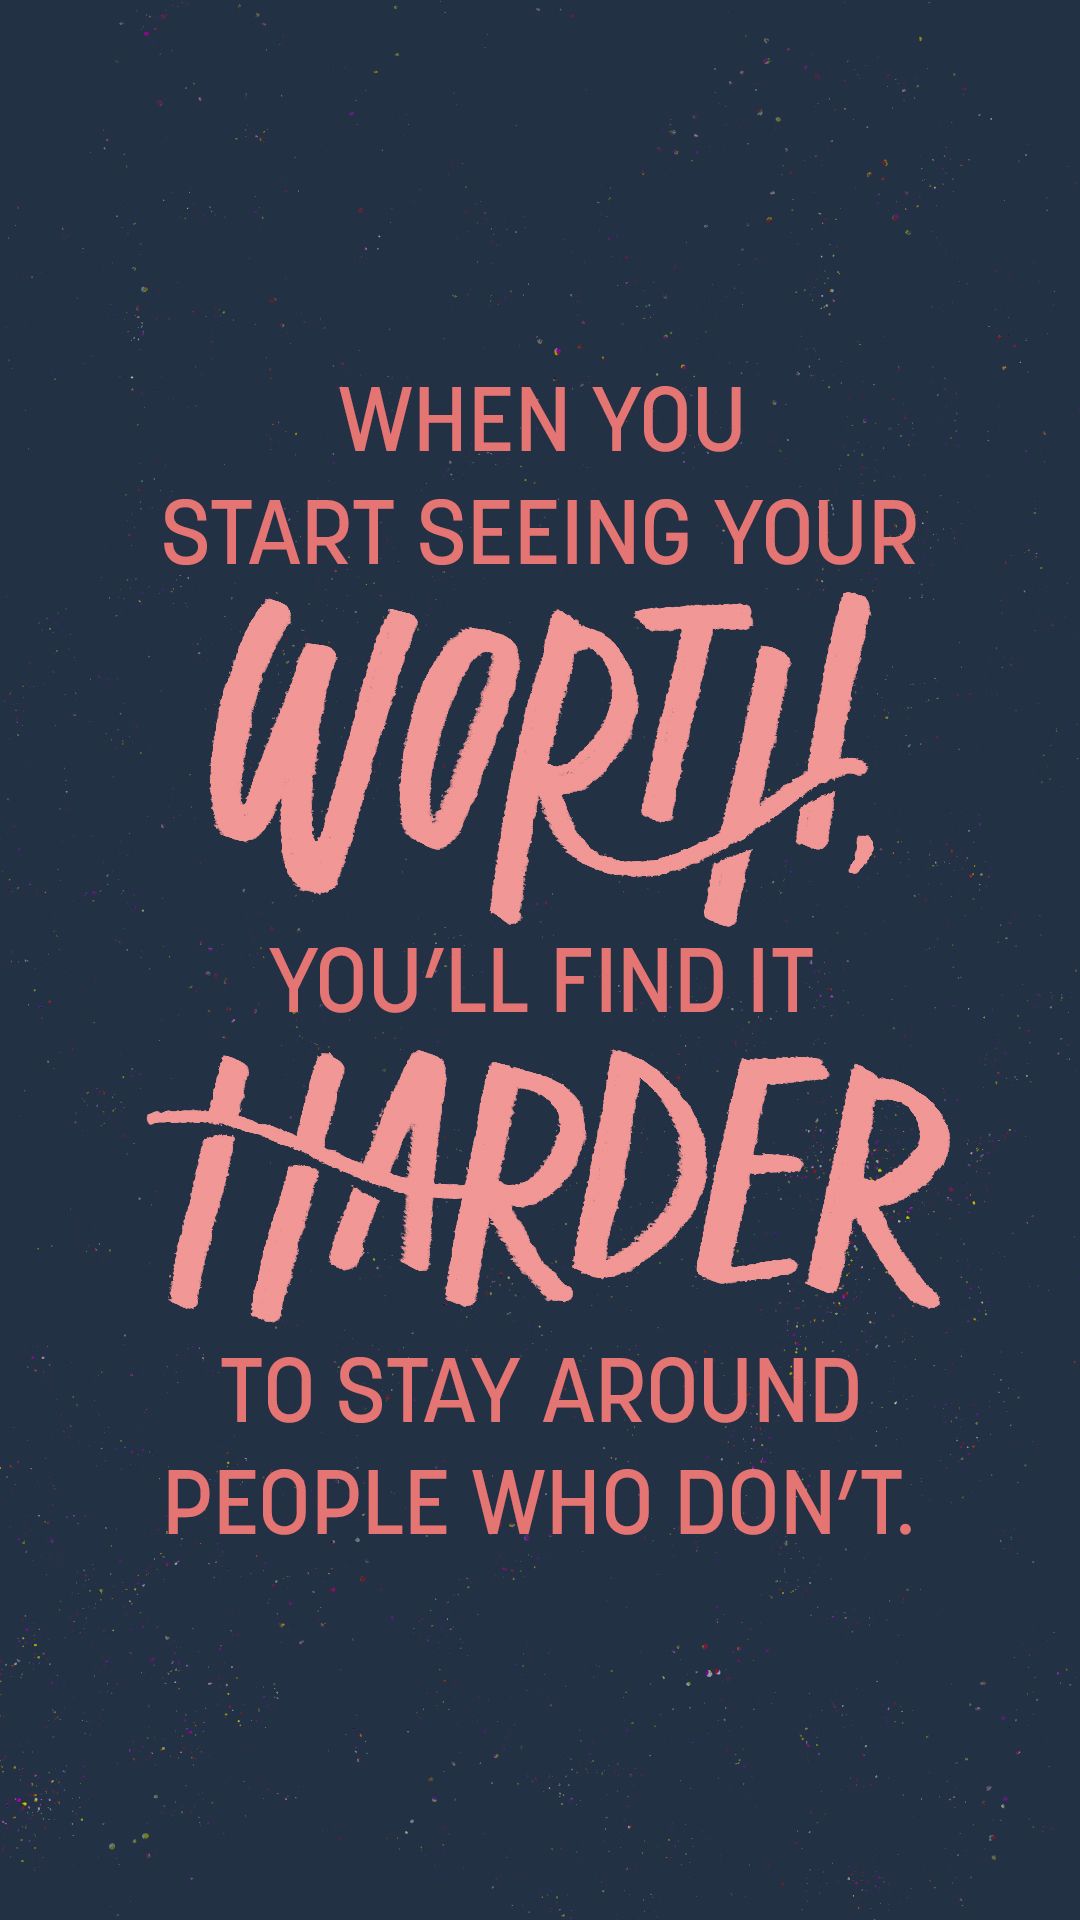 WHEN YOU
START SEEING YOUR
WORTH,
YOU'LL FIND IT
HARDER
TO STAY AROUND
PEOPLE WHO DON'T.